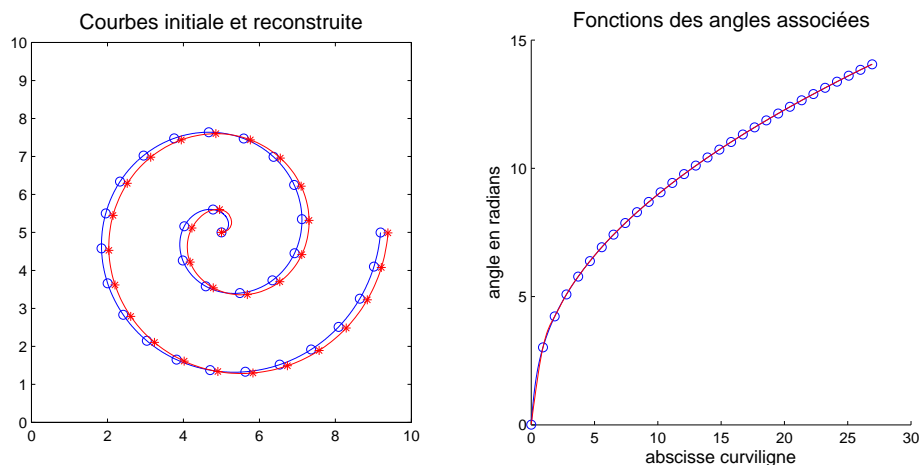 Courbes initiale et reconstruite
10
9
8
7
6
5
4
3
2
1
0
0 2 4 6 8 10
Fonctions des angles associées
15
10
5
0
angle en radians
0 5 10 15 20 25 30
abscisse curviligne